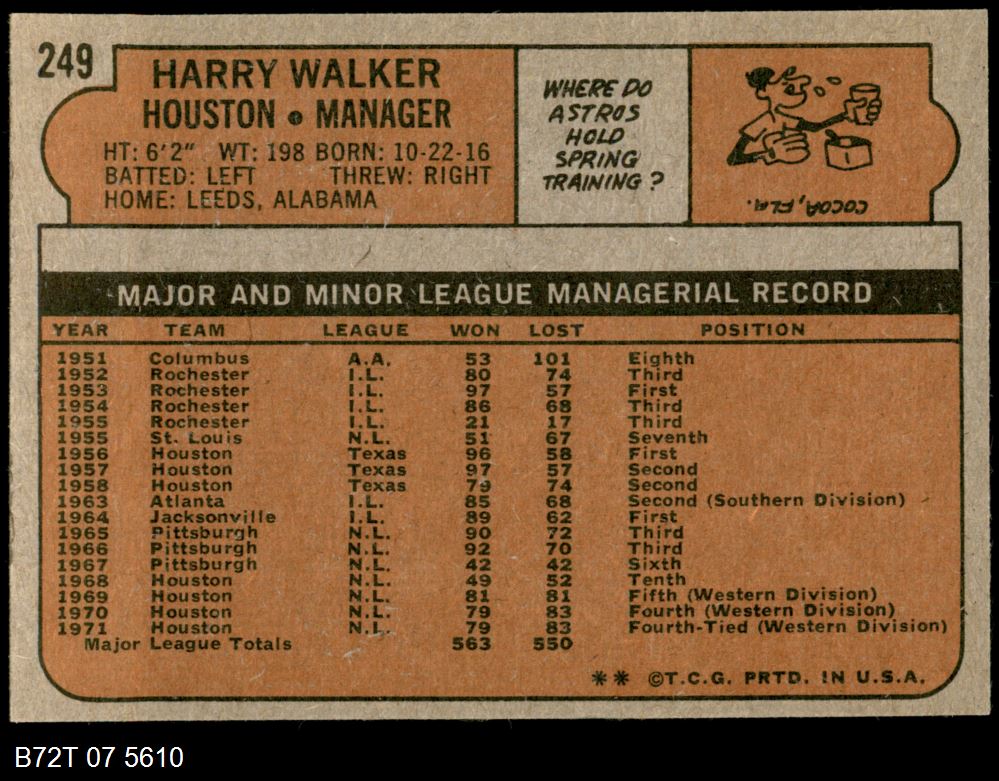 249
HARRY WALKER
HOUSTON • MANAGER
HT: 6'2" WT: 198 BORN: 10-22-16
BATTED: LEFT THREW: RIGHT
HOME: LEEDS, ALABAMA
WHERE DO
ASTROS
HOLD
SPRING
TRAINING?
COCOA, FLA.
MAJOR AND MINOR LEAGUE MANAGERIAL RECORD
YEAR TEAM LEAGUE WON LOST POSITION
1951 Columbus A.A. 53 101 Eighth
1952 Rochester I.L. 80 74 Third
1953 Rochester I.L. 97 57 First
1954 Rochester I.L. 86 68 Third
1955 Rochester I.L. 21 17 Third
1955 St. Louis N.L. 51 67 Seventh
1956 Houston Texas 96 58 First
1957 Houston Texas 97 57 Second
1958 Houston Texas 79 74 Second
1963 Atlanta I.L. 85 68 Second (Southern Division)
1964 Jacksonville I.L. 89 62 First
1965 Pittsburgh N.L. 90 72 Third
1966 Pittsburgh N.L. 92 70 Third
1967 Pittsburgh N.L. 42 42 Sixth
1968 Houston N.L. 49 52 Tenth
1969 Houston N.L. 81 81 Fifth (Western Division)
1970 Houston N.L. 79 83 Fourth (Western Division)
1971 Houston N.L. 79 83 Fourth-Tied (Western Division)
Major League Totals 563 550
** ©T.C.G. PRTD. IN U.S.A.
B72T 07 5610